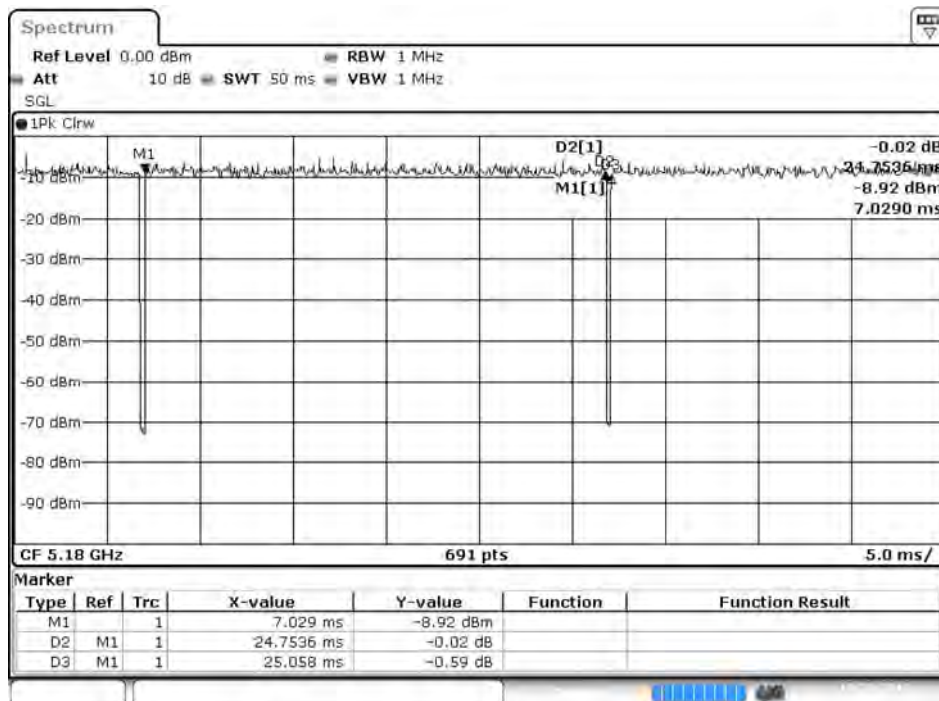 Spectrum
Ref Level 0.00 dBm RBW 1 MHz
Att 10 dB SWT 50 ms VBW 1 MHz
SGL
1Pk Clrw
D2[1] -0.02 dB
M1
24.7536 ms
-10 dBm
M1[1] -8.92 dBm
7.0290 ms
-20 dBm
-30 dBm
-40 dBm
-50 dBm
-60 dBm
-70 dBm
-80 dBm
-90 dBm
CF 5.18 GHz 691 pts 5.0 ms/
Marker
Type Ref Trc X-value Y-value Function Function Result
M1 1 7.029 ms -8.92 dBm
D2 M1 1 24.7536 ms -0.02 dB
D3 M1 1 25.058 ms -0.59 dB